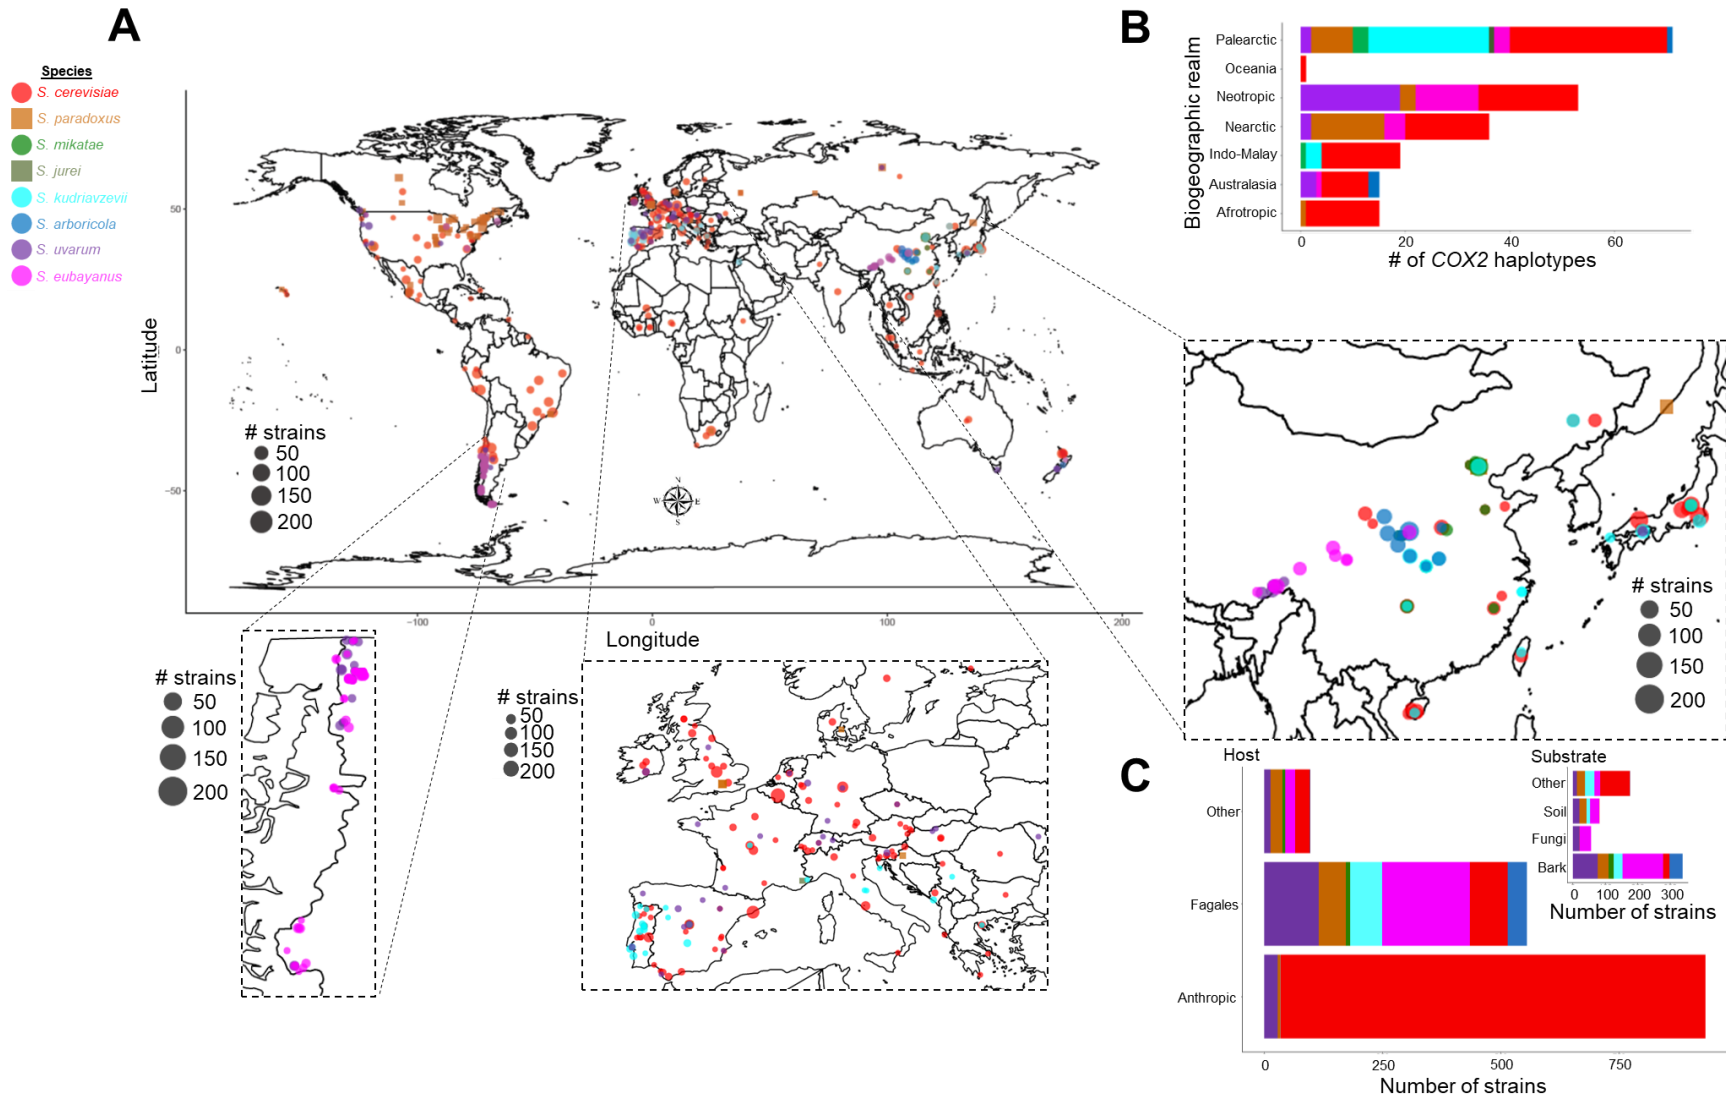 A
Species
S. cerevisiae
S. paradoxus
S. mikatae
S. jurei
S. kudriavzevii
S. arboricola
S. uvarum
S. eubayanus
Latitude
50
0
−50
# strains
50
100
150
200
N
W E
S
−100
0
100
200
Longitude
# strains
50
100
150
200
# strains
50
100
150
200
B
Biogeographic realm
Palearctic
Oceania
Neotropic
Nearctic
Indo-Malay
Australasia
Afrotropic
0 20 40 60
# of COX2 haplotypes
# strains
50
100
150
200
C
Host
Other
Fagales
Anthropic
0 250 500 750
Number of strains
Substrate
Other
Soil
Fungi
Bark
0 100 200 300
Number of strains